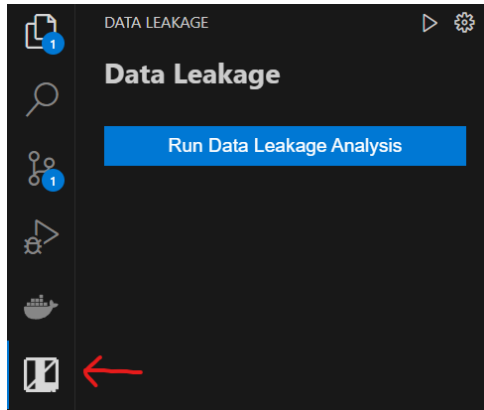 DATA LEAKAGE
1
Data Leakage
Run Data Leakage Analysis
1